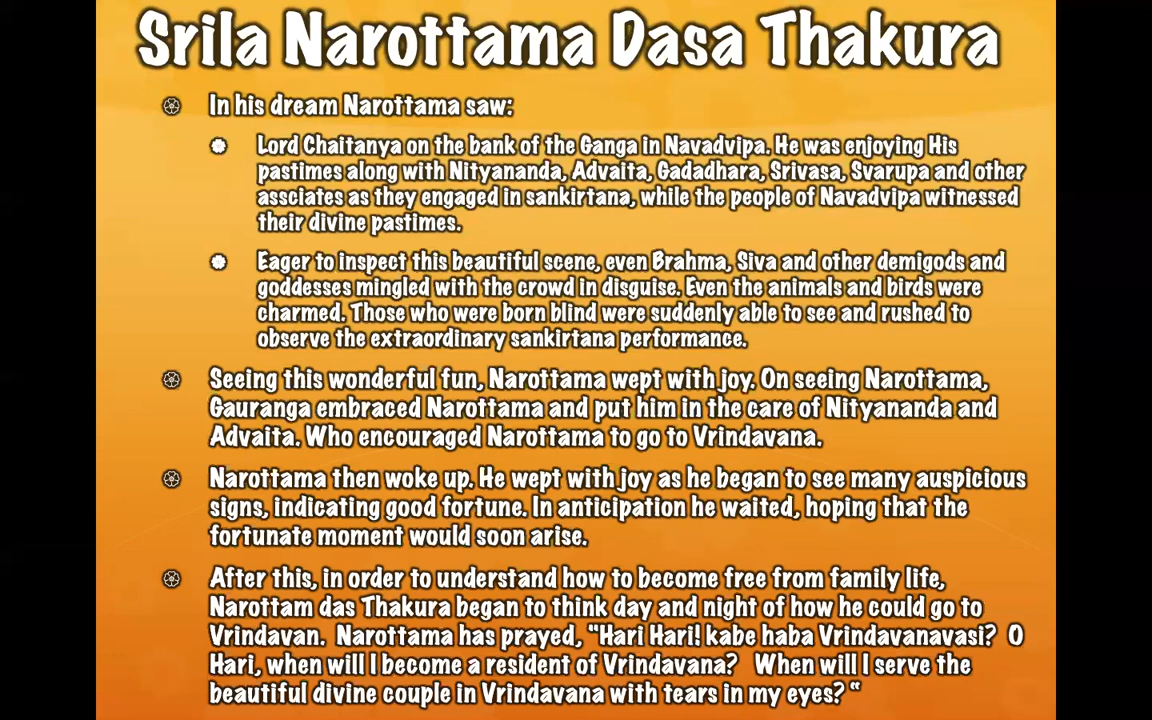 Srila Narottama Dasa Thakura
In his dream Narottama saw:
Lord Chaitanya on the bank of the Ganga in Navadvipa. He was enjoying His
pastimes along with Nityananda, Advaita, Gadadhara, Srivasa, Svarupa and other
assciates as they engaged in sankirtana, while the people of Navadvipa witnessed
their divine pastimes.
Eager to inspect this beautiful scene, even Brahma, Siva and other demigods and
goddesses mingled with the crowd in disguise. Even the animals and birds were
charmed. Those who were born blind were suddenly able to see and rushed to
observe the extraordinary sankirtana performance.
Seeing this wonderful fun, Narottama wept with joy. On seeing Narottama,
Gauranga embraced Narottama and put him in the care of Nityananda and
Advaita. Who encouraged Narottama to go to Vrindavana.
Narottama then woke up. He wept with joy as he began to see many auspicious
signs, indicating good fortune. In anticipation he waited, hoping that the
fortunate moment would soon arise.
After this, in order to understand how to become free from family life,
Narottam das Thakura began to think day and night of how he could go to
Vrindavan. Narottama has prayed, "Hari Hari! kabe haba Vrindavanavasi? O
Hari, when will I become a resident of Vrindavana? When will I serve the
beautiful divine couple in Vrindavana with tears in my eyes? "